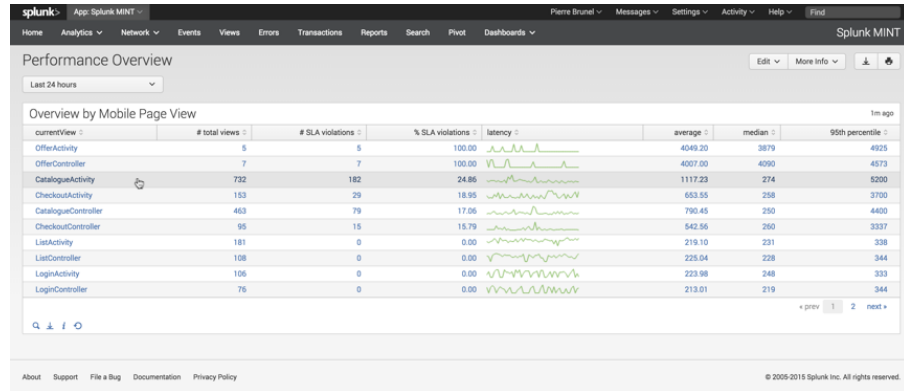 splunk> App: Splunk MINT Pierre Brunel Messages Settings Activity Help Find
Home Analytics Network Events Views Errors Transactions Reports Search Pivot Dashboards Splunk MINT
Performance Overview Edit More Info
Last 24 hours
Overview by Mobile Page View 1m ago
currentView # total views # SLA violations % SLA violations latency average median 95th percentile
OfferActivity 5 5 100.00 4049.20 3879 4925
OfferController 7 7 100.00 4007.00 4090 4573
CatalogueActivity 732 182 24.86 1117.23 274 5200
CheckoutActivity 153 29 18.95 653.55 258 3700
CatalogueController 463 79 17.06 790.45 250 4400
CheckoutController 95 15 15.79 542.56 260 3337
ListActivity 181 0 0.00 219.10 231 338
ListController 108 0 0.00 225.04 228 344
LoginActivity 106 0 0.00 223.98 248 333
LoginController 76 0 0.00 213.01 219 344
« prev 1 2 next »
About Support File a Bug Documentation Privacy Policy © 2005-2015 Splunk Inc. All rights reserved.